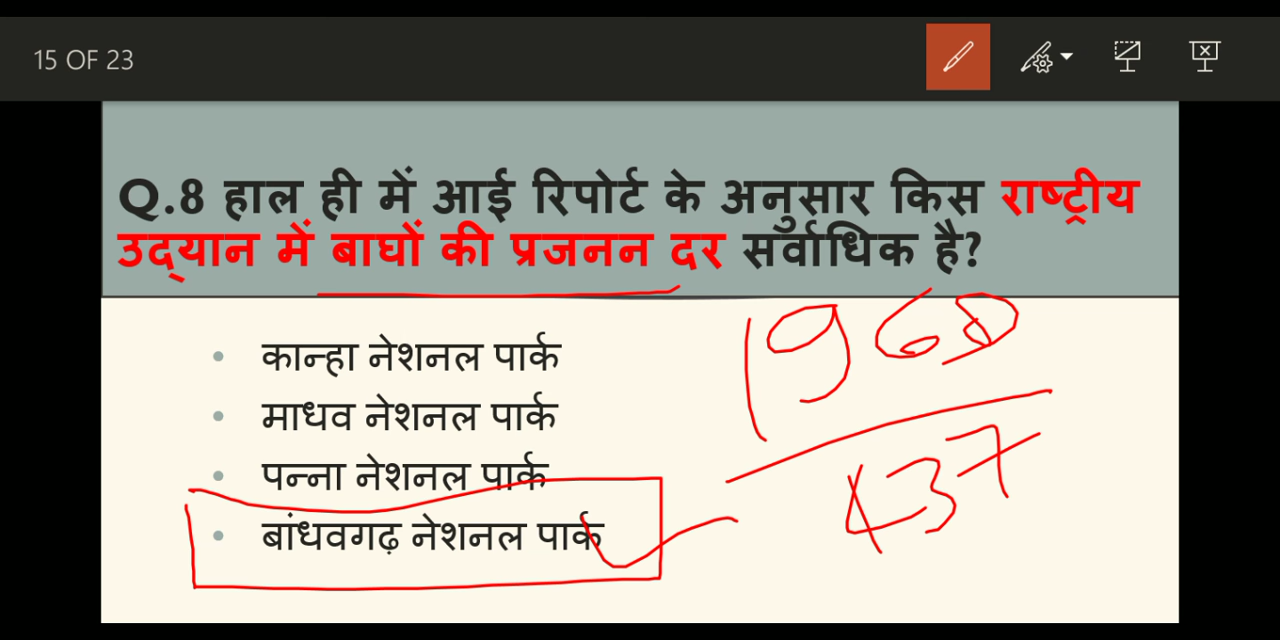 15 OF 23
Q.8 हाल ही में आई रिपोर्ट के अनुसार किस राष्ट्रीय
उद्यान में बाघों की प्रजनन दर सर्वाधिक है?
1968
• कान्हा नेशनल पार्क
• माधव नेशनल पार्क
437
• पन्ना नेशनल पार्क
• बांधवगढ़ नेशनल पार्क